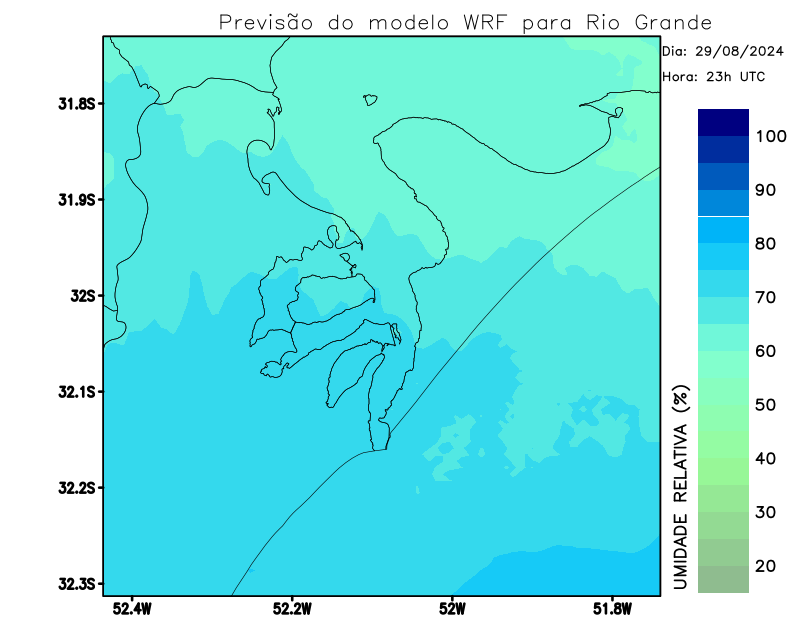 Previsão do modelo WRF para Rio Grande
Dia: 29/08/2024
Hora: 23h UTC
31.8S
31.9S
32S
32.1S
32.2S
32.3S
52.4W
52.2W
52W
51.8W
100
90
80
70
60
50
40
30
20
UMIDADE RELATIVA (%)